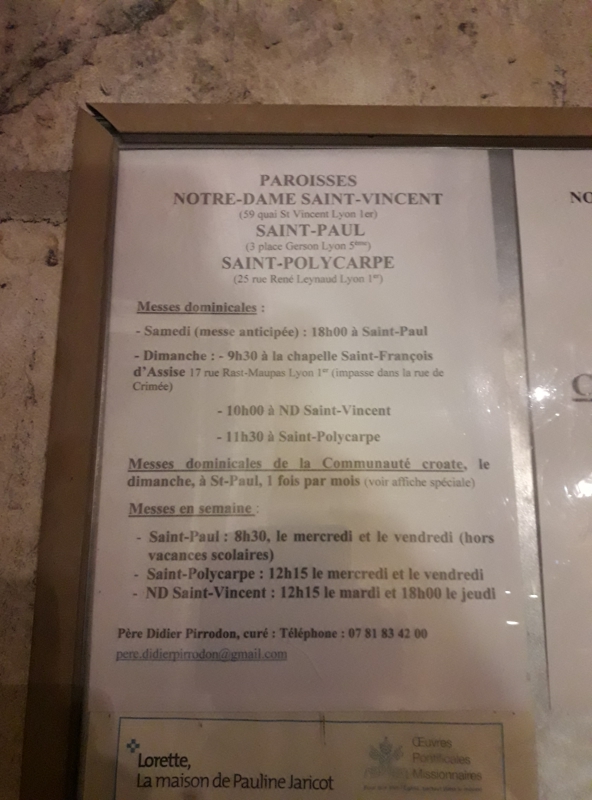 PAROISSES
NOTRE-DAME SAINT-VINCENT
(59 quai St Vincent Lyon 1er)
SAINT-PAUL
(3 place Gerson Lyon 5ème)
SAINT-POLYCARPE
(25 rue René Leynaud Lyon 1er)
Messes dominicales :
- Samedi (messe anticipée) : 18h00 à Saint-Paul
- Dimanche : - 9h30 à la chapelle Saint-François
d'Assise 17 rue Rast-Maupas Lyon 1er (impasse dans la rue de
Crimée)
- 10h00 à ND Saint-Vincent
- 11h30 à Saint-Polycarpe
Messes dominicales de la Communauté croate, le
dimanche, à St-Paul, 1 fois par mois (voir affiche spéciale)
Messes en semaine :
- Saint-Paul : 8h30, le mercredi et le vendredi (hors
vacances scolaires)
- Saint-Polycarpe : 12h15 le mercredi et le vendredi
- ND Saint-Vincent : 12h15 le mardi et 18h00 le jeudi
Père Didier Pirrodon, curé : Téléphone : 07 81 83 42 00
pere.didierpirrodon@gmail.com
NO
Lorette,
La maison de Pauline Jaricot
Œuvres
Pontificales
Missionnaires